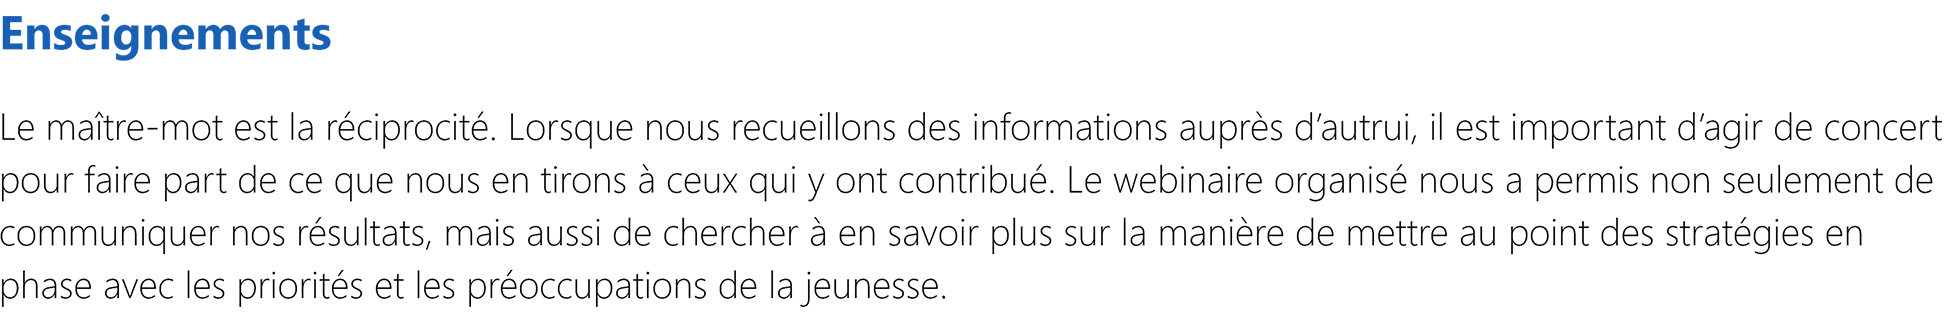 Enseignements
Le maître-mot est la réciprocité. Lorsque nous recueillons des informations auprès d’autrui, il est important d’agir de concert
pour faire part de ce que nous en tirons à ceux qui y ont contribué. Le webinaire organisé nous a permis non seulement de
communiquer nos résultats, mais aussi de chercher à en savoir plus sur la manière de mettre au point des stratégies en
phase avec les priorités et les préoccupations de la jeunesse.